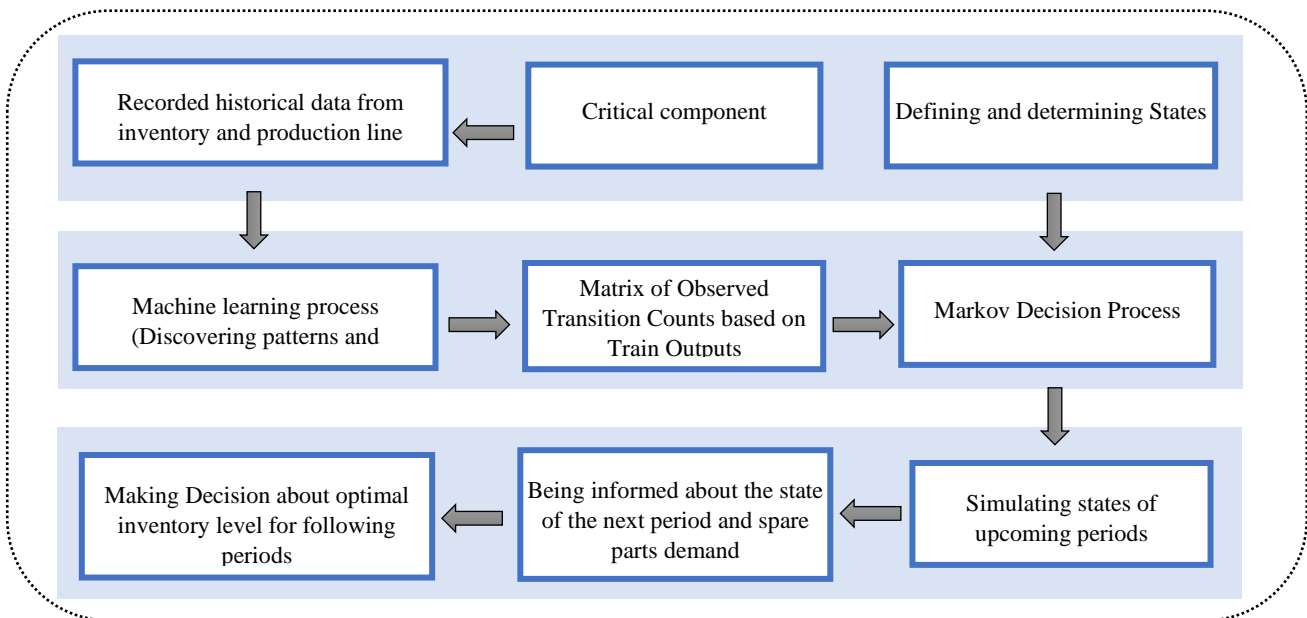 Recorded historical data from
inventory and production line
Critical component
Defining and determining States
Machine learning process
(Discovering patterns and
Matrix of Observed
Transition Counts based on
Train Outputs
Markov Decision Process
Making Decision about optimal
inventory level for following
periods
Being informed about the state
of the next period and spare
parts demand
Simulating states of
upcoming periods